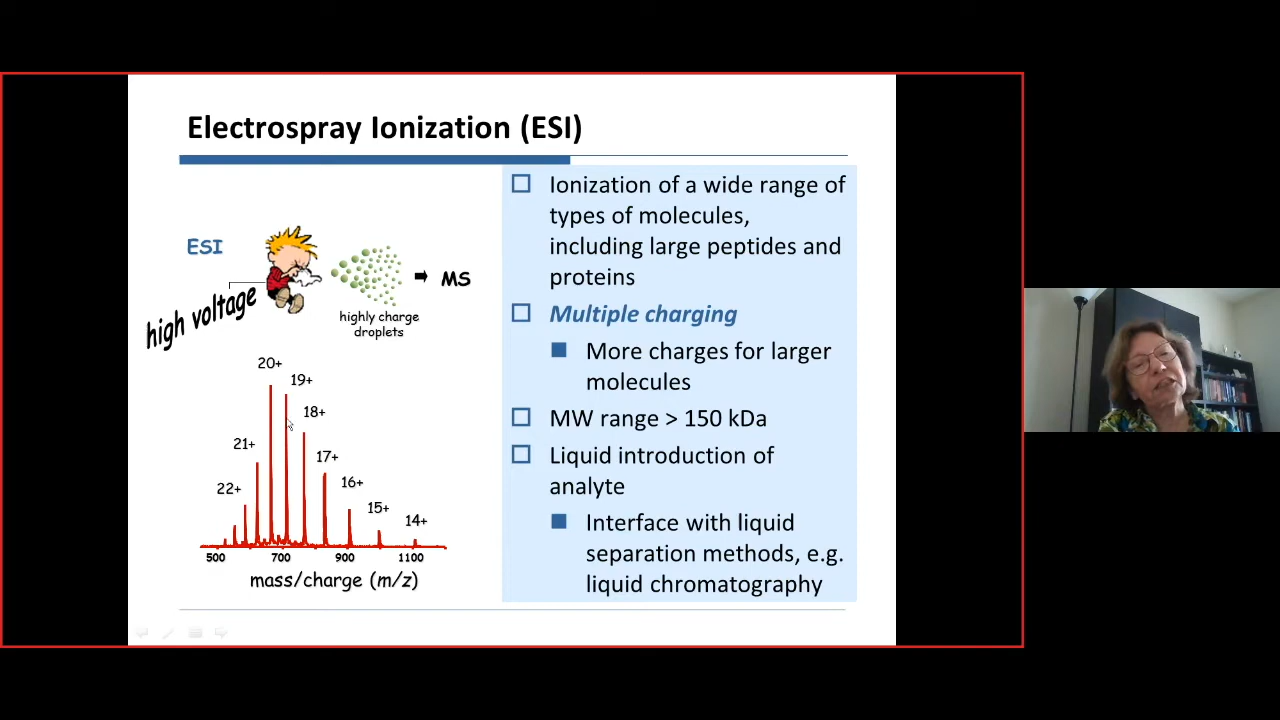 Electrospray Ionization (ESI)
ESI
high voltage
highly charge
droplets
MS
20+
19+
18+
21+
17+
22+
16+
15+
14+
500 700 900 1100
mass/charge (m/z)
Ionization of a wide range of
types of molecules,
including large peptides and
proteins
Multiple charging
More charges for larger
molecules
MW range > 150 kDa
Liquid introduction of
analyte
Interface with liquid
separation methods, e.g.
liquid chromatography